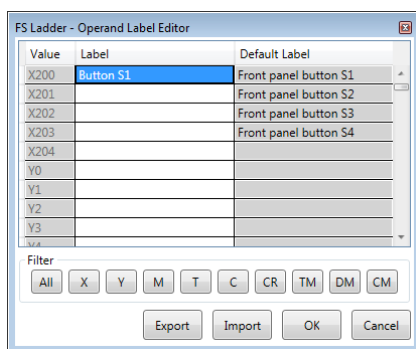 FS Ladder - Operand Label Editor
Value Label Default Label
X200 Button S1 Front panel button S1
X201 Front panel button S2
X202 Front panel button S3
X203 Front panel button S4
X204
Y0
Y1
Y2
Y3
Y4
Filter
All X Y M T C CR TM DM CM
Export Import OK Cancel